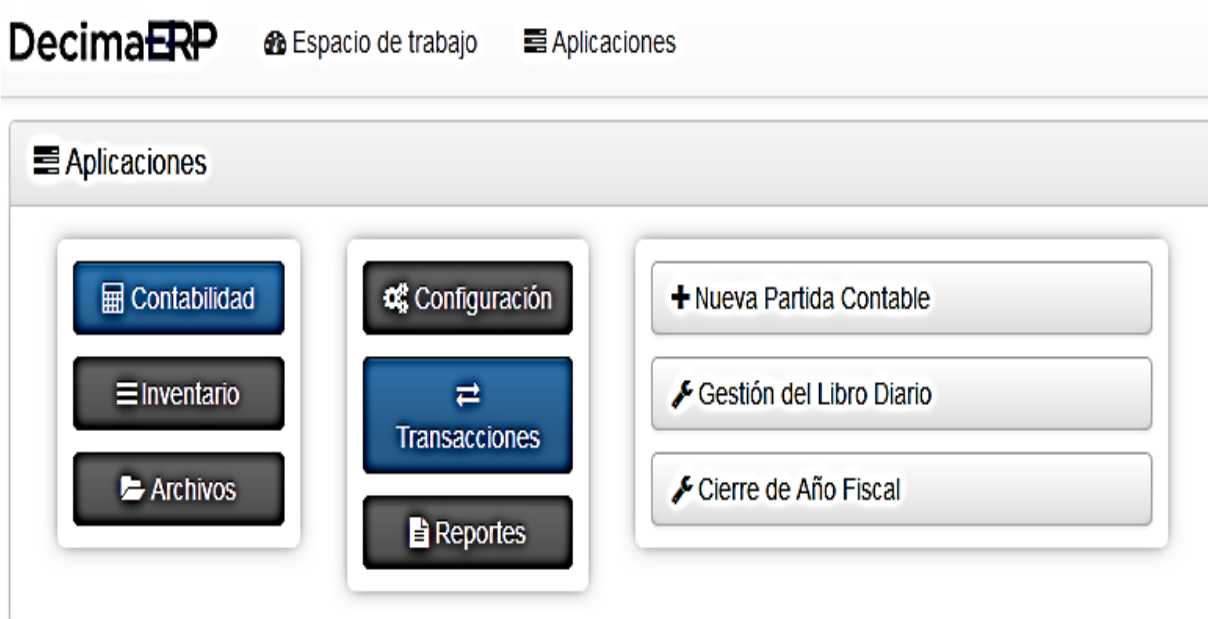 DecimaERP Espacio de trabajo Aplicaciones
Aplicaciones
Contabilidad
Inventario
Archivos
Configuración
Transacciones
Reportes
Nueva Partida Contable
Gestión del Libro Diario
Cierre de Año Fiscal